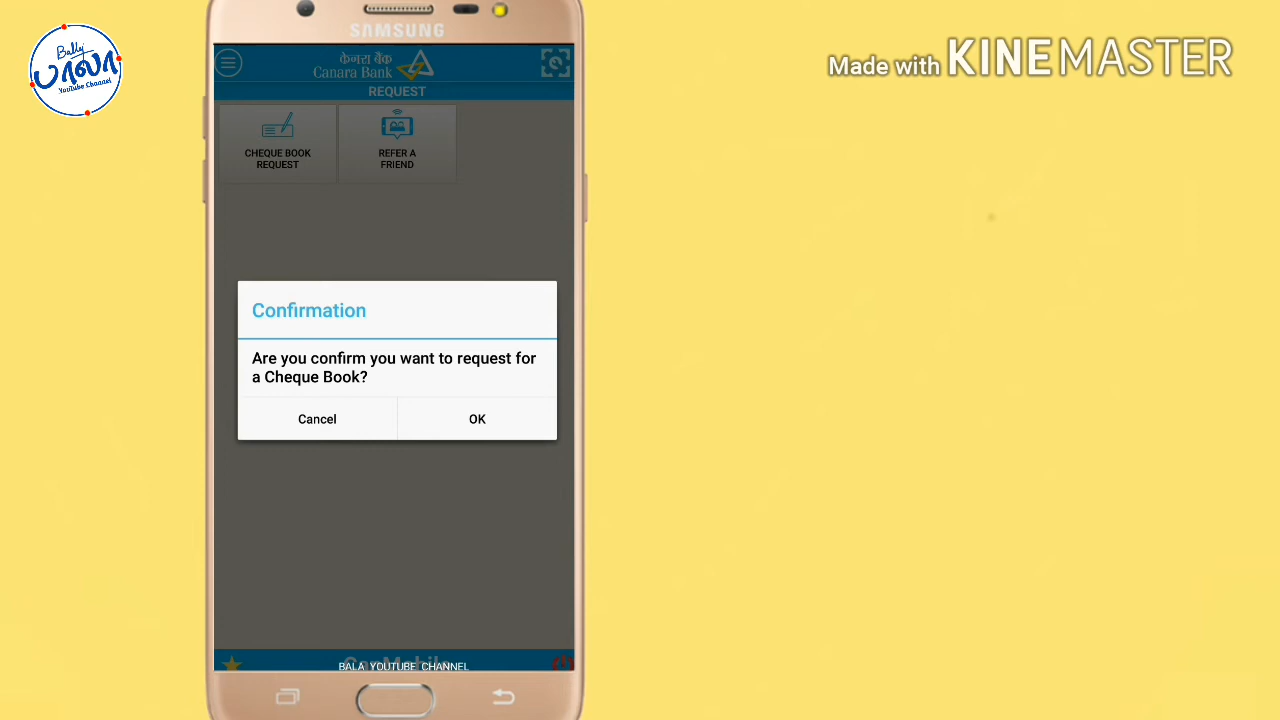 Bally
பாலா
YouTube Channel
Made with KINEMASTER
SAMSUNG
केनरा बैंक
Canara Bank
REQUEST
CHEQUE BOOK
REQUEST
REFER A
FRIEND
Confirmation
Are you confirm you want to request for
a Cheque Book?
Cancel
OK
BALA YOUTUBE CHANNEL